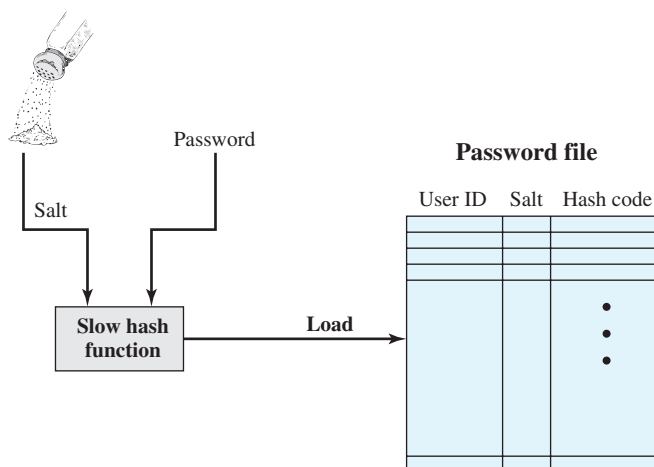 Password
Password file
User ID Salt Hash code
Salt
Slow hash
function
Load